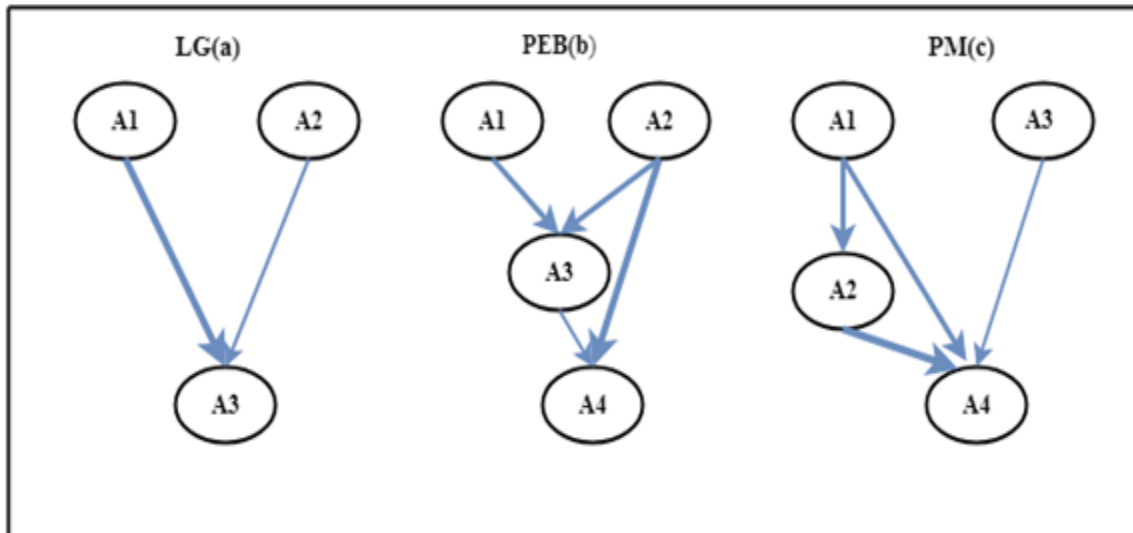 LG(a) PEB(b) PM(c)
A1 A2 A1 A2 A1 A3
A3
A2
A3 A4 A4